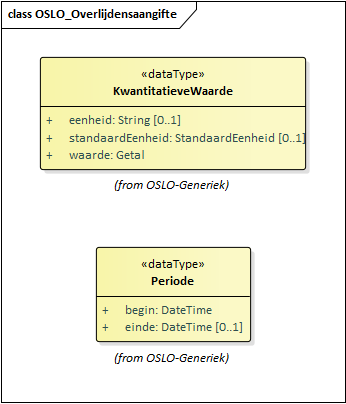 class OSLO_Overlijdensaangifte
«dataType»
KwantitatieveWaarde
+ eenheid: String [0..1]
+ standaardEenheid: StandaardEenheid [0..1]
+ waarde: Getal
(from OSLO-Generiek)
«dataType»
Periode
+ begin: DateTime
+ einde: DateTime [0..1]
(from OSLO-Generiek)